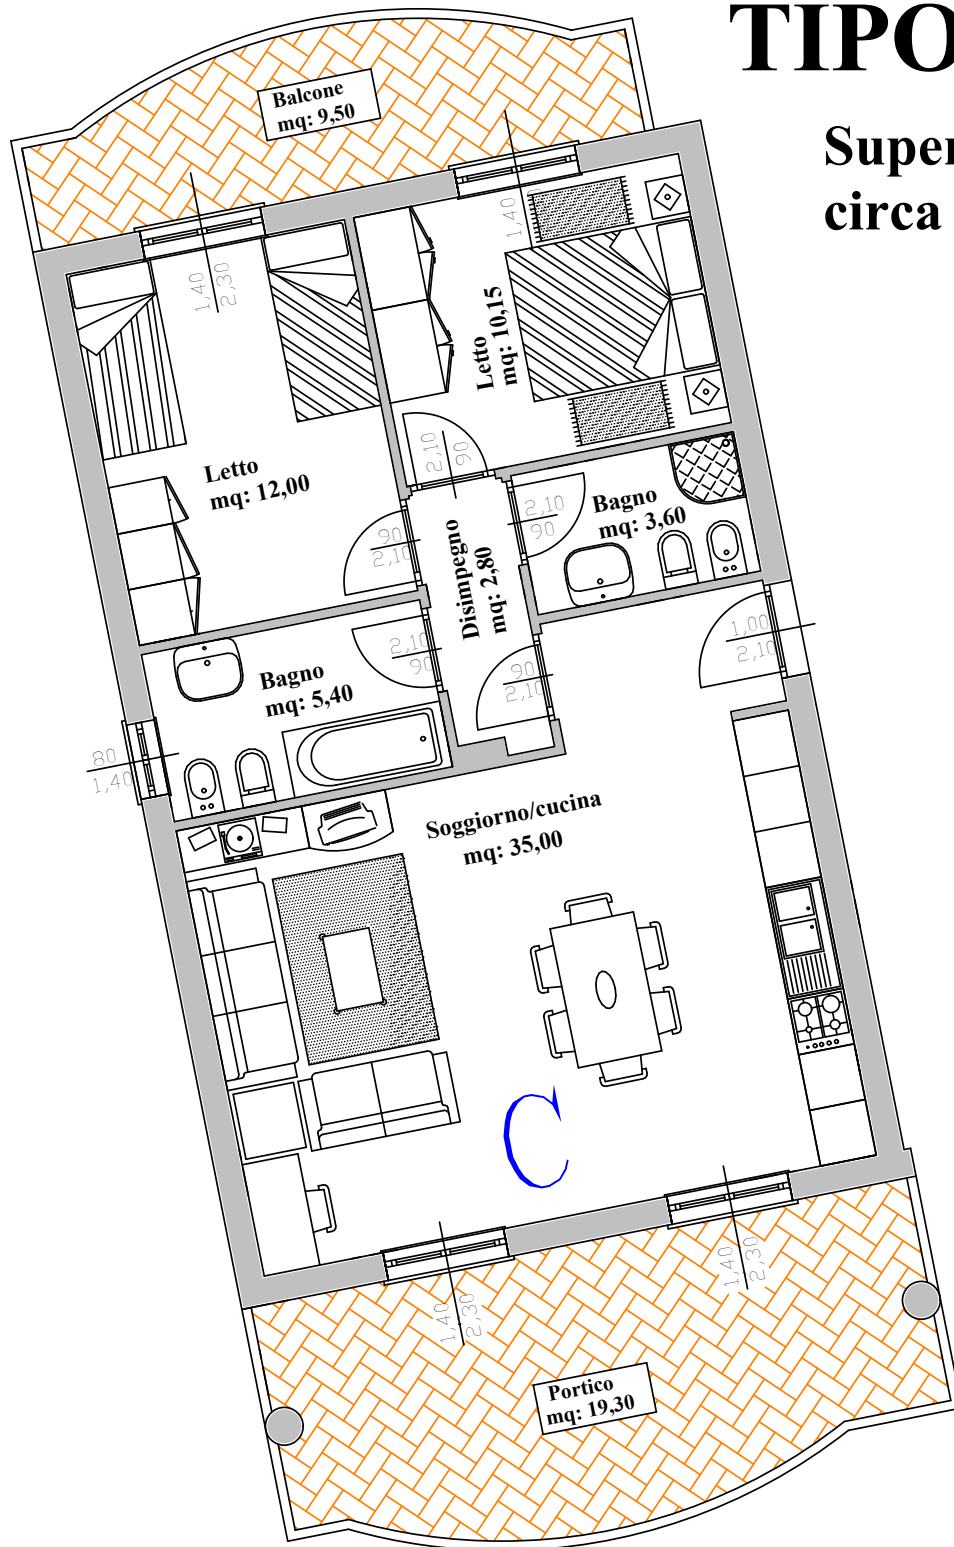 TIPO
Super
circa
Balcone
mq: 9,50
1,40
2,30
1,40
Letto
mq: 10,15
Letto
mq: 12,00
2,10
90
90
2,10
2,10
90
Bagno
mq: 3,60
Disimpegno
mq: 2,80
2,10
90
Bagno
mq: 5,40
90
2,10
1,00
2,10
80
1,40
Soggiorno/cucina
mq: 35,00
C
1,40
2,30
1,40
2,30
Portico
mq: 19,30